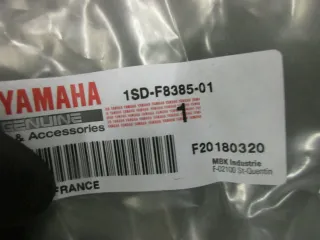 YAMAHA
1SD-F8385-01
GENUINE
& Accessories
1
F20180320
MBK Industrie
F-02100 St-Quentin
FRANCE